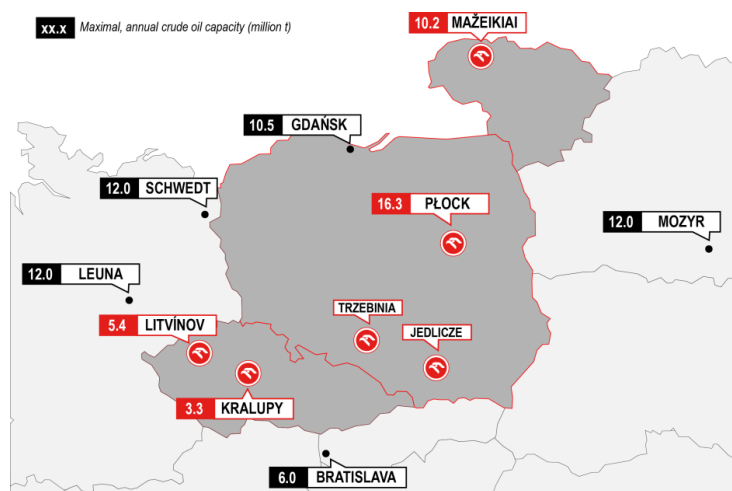 xx.x Maximal, annual crude oil capacity (million t)
10.2 MAŽEIKIAI
10.5 GDAŃSK
12.0 SCHWEDT
16.3 PŁOCK
12.0 MOZYR
12.0 LEUNA
TRZEBINIA
5.4 LITVÍNOV
JEDLICZE
3.3 KRALUPY
6.0 BRATISLAVA